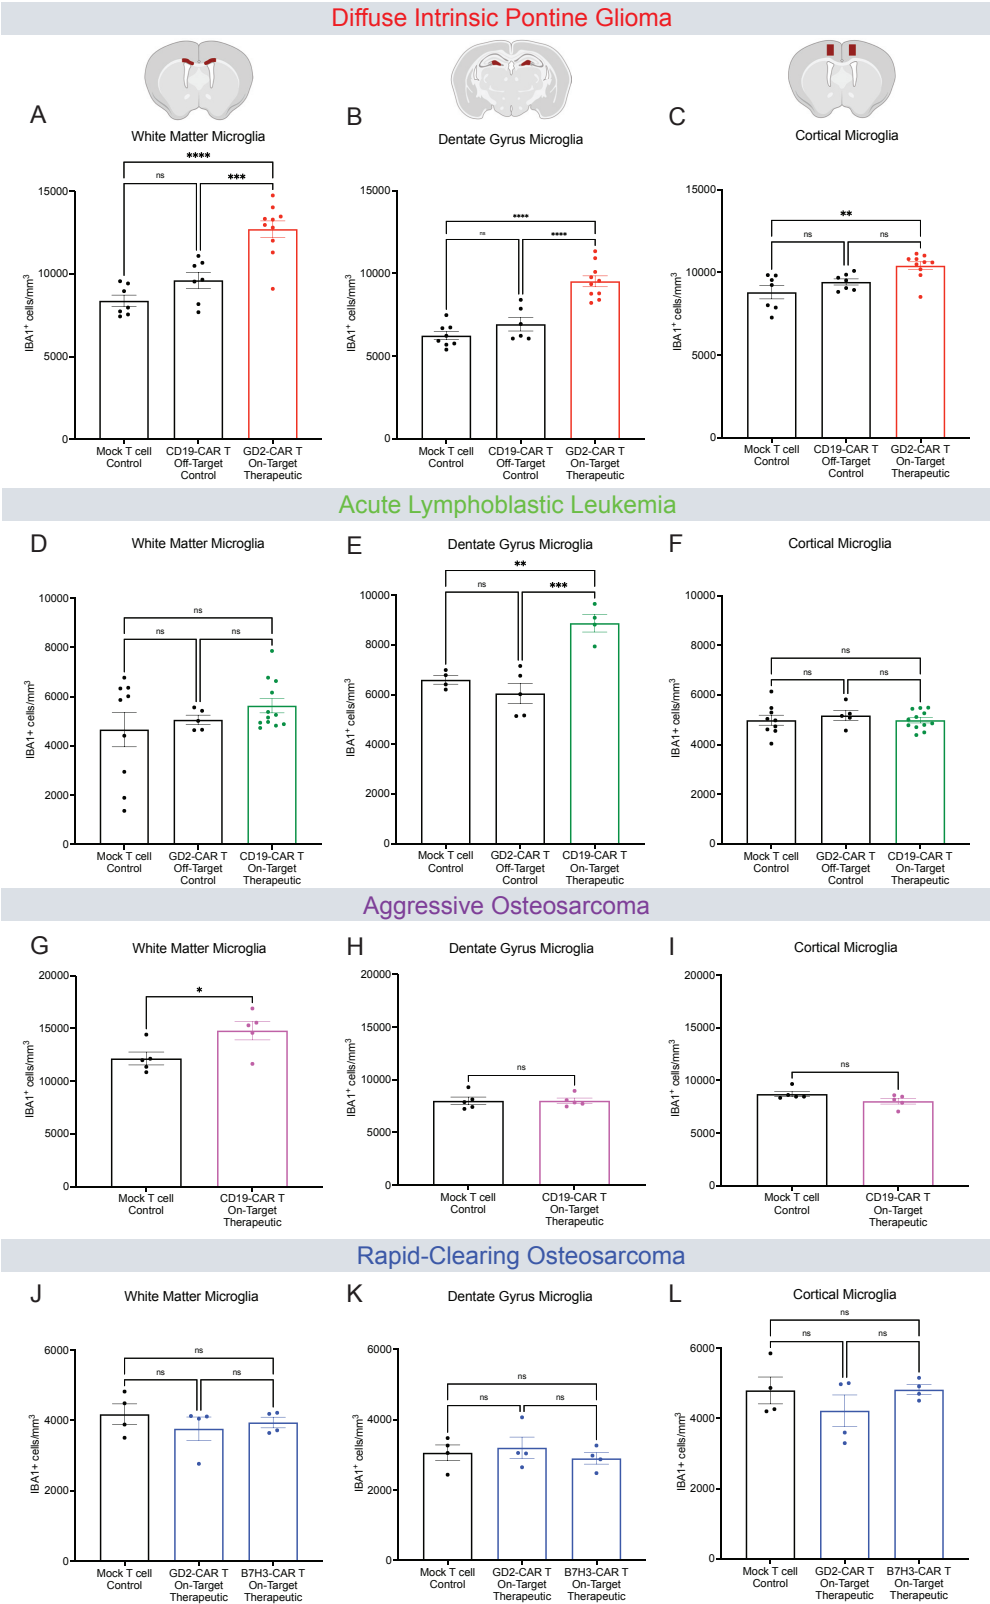 Diffuse Intrinsic Pontine Glioma
A
White Matter Microglia
****
ns
***
IBA1+ cells/mm³
15000
10000
5000
0
Mock T cell
Control
CD19-CAR T
Off-Target
Control
GD2-CAR T
On-Target
Therapeutic
B
Dentate Gyrus Microglia
****
ns
****
IBA1⁺ cells/mm³
15000
10000
5000
0
Mock T cell
Control
CD19-CAR T
Off-Target
Control
GD2-CAR T
On-Target
Therapeutic
C
Cortical Microglia
**
ns
ns
IBA1⁺ cells/mm³
15000
10000
5000
0
Mock T cell
Control
CD19-CAR T
Off-Target
Control
GD2-CAR T
On-Target
Therapeutic
Acute Lymphoblastic Leukemia
D
White Matter Microglia
ns
ns
ns
IBA1+ cells/mm³
10000
8000
6000
4000
2000
0
Mock T cell
Control
GD2-CAR T
Off-Target
Control
CD19-CAR T
On-Target
Therapeutic
E
Dentate Gyrus Microglia
**
ns
***
IBA1⁺ cells/mm³
10000
8000
6000
4000
2000
0
Mock T cell
Control
GD2-CAR T
Off-Target
Control
CD19-CAR T
On-Target
Therapeutic
F
Cortical Microglia
ns
ns
ns
IBA1+ cells/mm³
10000
8000
6000
4000
2000
0
Mock T cell
Control
GD2-CAR T
Off-Target
Control
CD19-CAR T
On-Target
Therapeutic
Aggressive Osteosarcoma
G
White Matter Microglia
*
IBA1⁺ cells/mm³
20000
15000
10000
5000
0
Mock T cell
Control
CD19-CAR T
On-Target
Therapeutic
H
Dentate Gyrus Microglia
ns
IBA1⁺ cells/mm³
20000
15000
10000
5000
0
Mock T cell
Control
CD19-CAR T
On-Target
Therapeutic
I
Cortical Microglia
ns
IBA1⁺ cells/mm³
20000
15000
10000
5000
0
Mock T cell
Control
CD19-CAR T
On-Target
Therapeutic
Rapid-Clearing Osteosarcoma
J
White Matter Microglia
ns
ns
ns
IBA1+ cells/mm³
6000
4000
2000
0
Mock T cell
Control
GD2-CAR T
On-Target
Therapeutic
B7H3-CAR T
On-Target
Therapeutic
K
Dentate Gyrus Microglia
ns
ns
ns
IBA1⁺ cells/mm³
6000
4000
2000
0
Mock T cell
Control
GD2-CAR T
On-Target
Therapeutic
B7H3-CAR T
On-Target
Therapeutic
L
Cortical Microglia
ns
ns
ns
IBA1+ cells/mm³
6000
4000
2000
0
Mock T cell
Control
GD2-CAR T
On-Target
Therapeutic
B7H3-CAR T
On-Target
Therapeutic